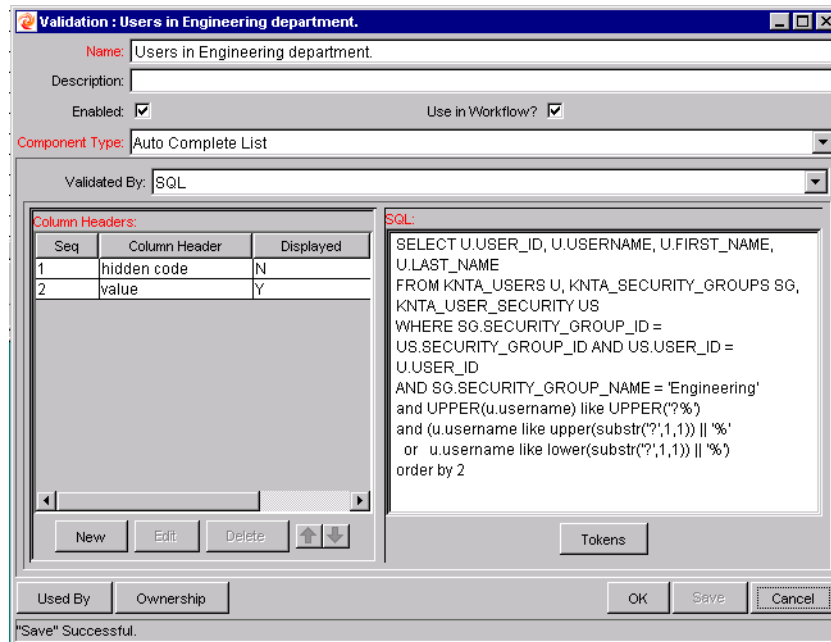 Validation : Users in Engineering department.
Name: Users in Engineering department.
Description:
Enabled: Use in Workflow?
Component Type: Auto Complete List
Validated By: SQL
Column Headers:
Seq Column Header Displayed
1 hidden code N
2 value Y
New Edit Delete
SQL:
SELECT U.USER_ID, U.USERNAME, U.FIRST_NAME,
U.LAST_NAME
FROM KNTA_USERS U, KNTA_SECURITY_GROUPS SG,
KNTA_USER_SECURITY US
WHERE SG.SECURITY_GROUP_ID =
US.SECURITY_GROUP_ID AND US.USER_ID =
U.USER_ID
AND SG.SECURITY_GROUP_NAME = 'Engineering'
and UPPER(u.username) like UPPER('?%')
and (u.username like upper(substr('?',1,1)) || '%'
or u.username like lower(substr('?',1,1)) || '%')
order by 2
Tokens
Used By Ownership OK Save Cancel
"Save" Successful.